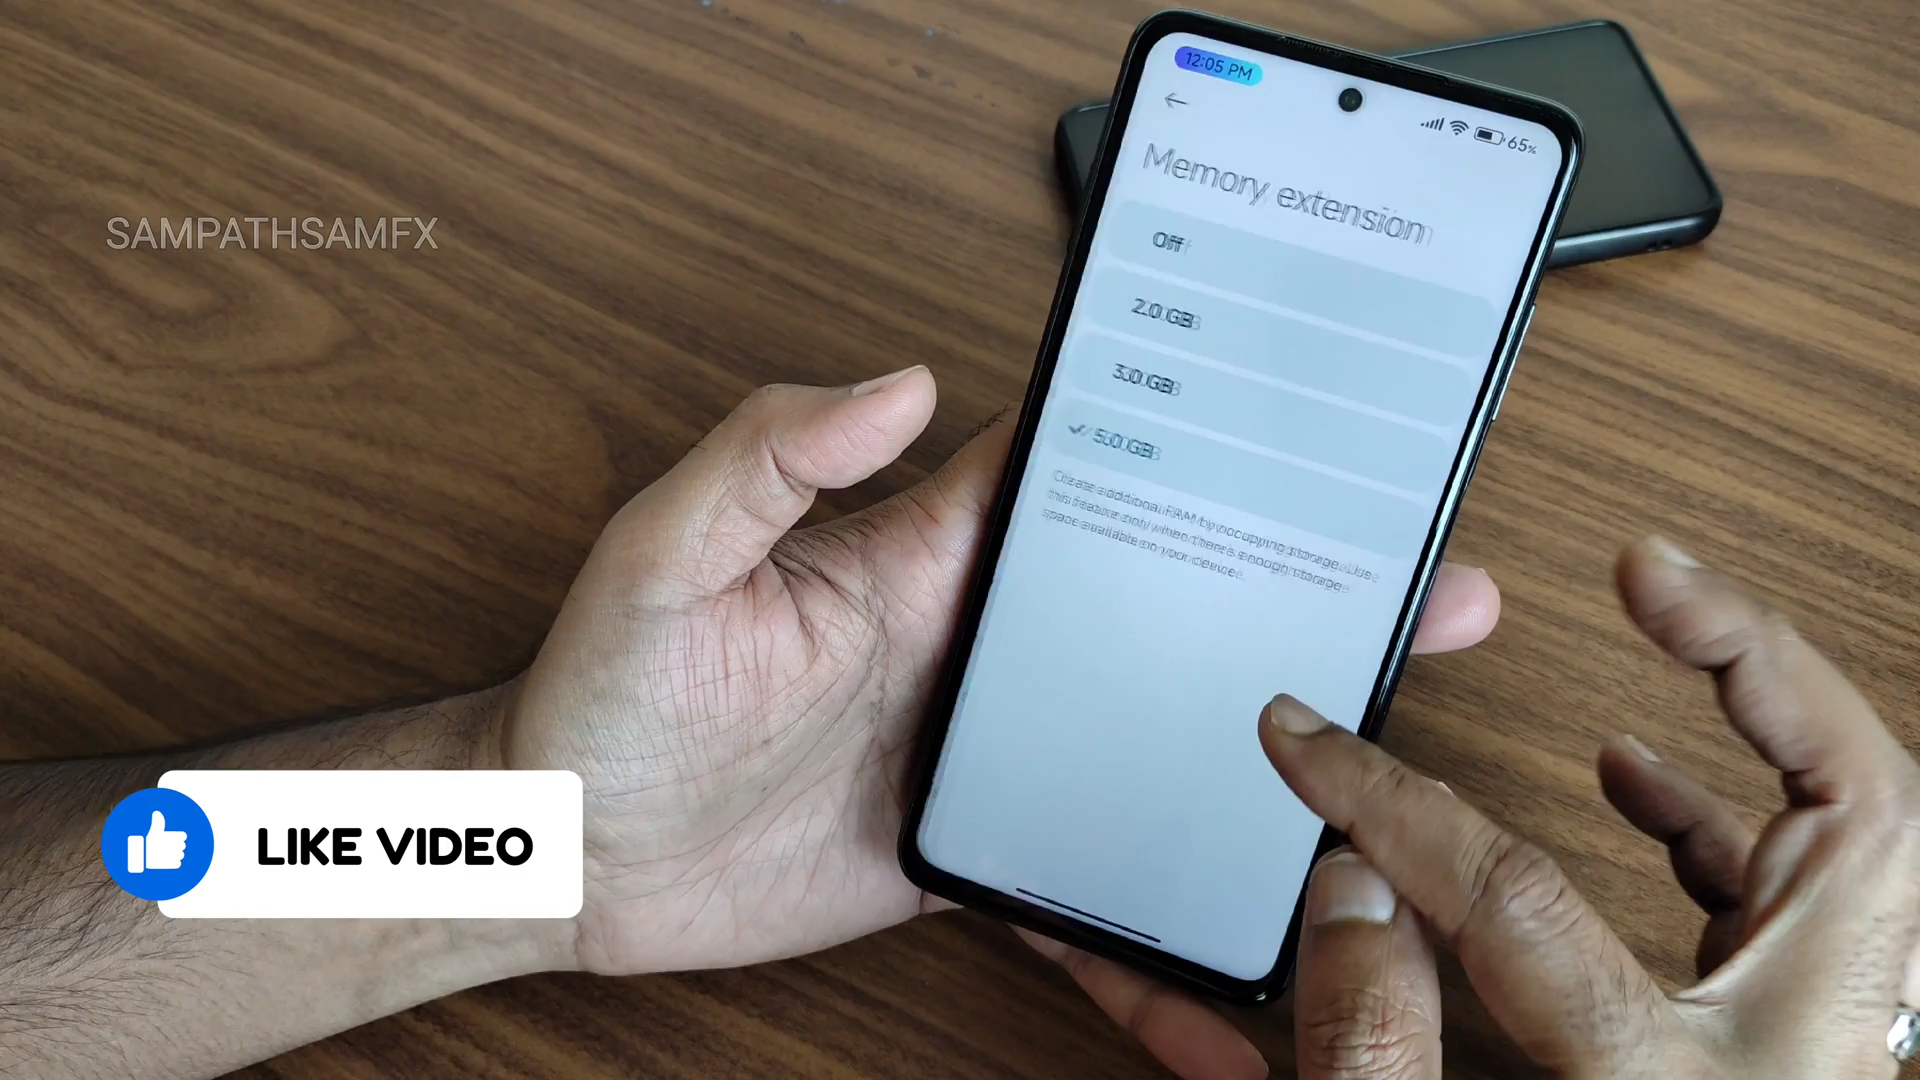 12:05 PM
65%
Memory extension
SAMPATHSAMFX
Off
2.0 GB
3.0 GB
5.0 GB
Create additional RAM by occupying storage. Use
this feature only when there's enough storage
space available on your device.
LIKE VIDEO